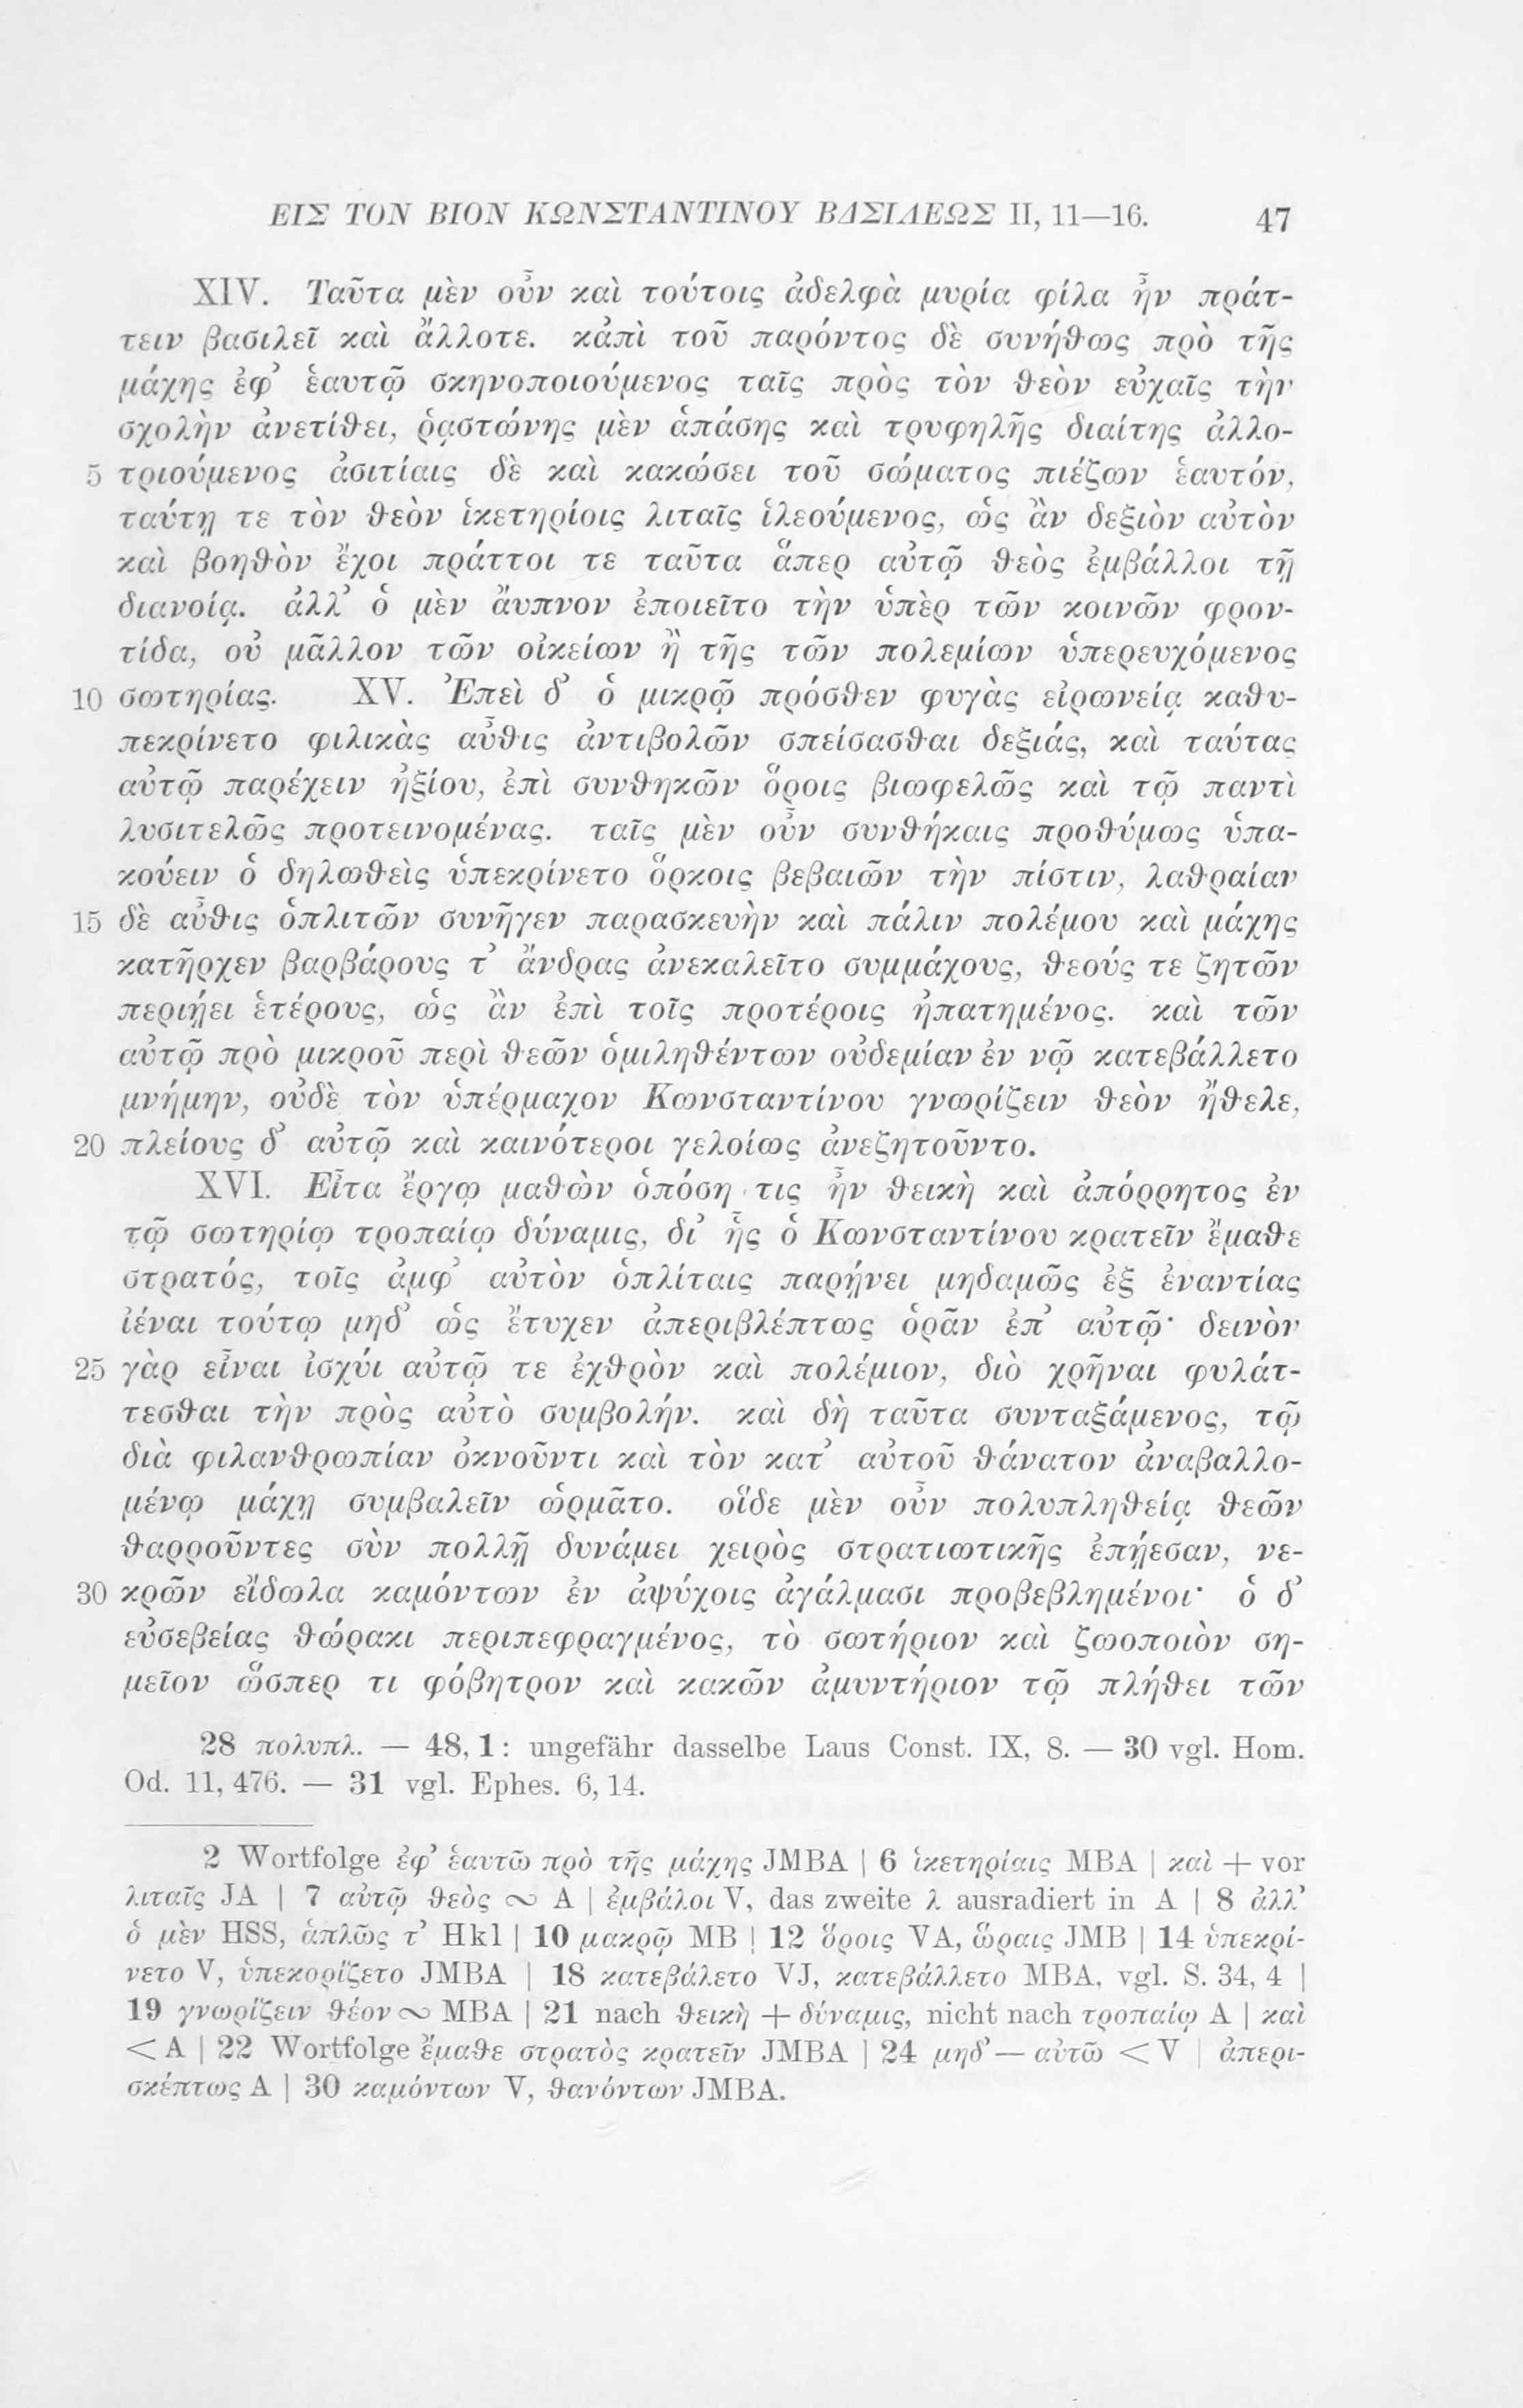 ΕΙΣ ΤΟΝ ΒΙΟΝ ΚΩΝΣΤΑΝΤΙΝΟΥ ΒΑΣΙΛΕΩΣ II, 11—16. 47
XIV. Ταῦτα μὲν οὖν καὶ τούτοις ἀδελφὰ μυρία φίλα ἦν πράτ-
τειν βασιλεῖ καὶ ἄλλοτε. κἀπὶ τοῦ παρόντος δὲ συνήθως πρὸ τῆς
μάχης ἐφ᾽ ἑαυτῷ σκηνοποιούμενος ταῖς πρὸς τὸν θεὸν εὐχαῖς τὴν
σχολὴν ἀνετίθει, ῥᾳστώνης μὲν ἁπάσης καὶ τρυφηλῆς διαίτης ἀλλο-
5 τριούμενος ἀσιτίαις δὲ καὶ κακώσει τοῦ σώματος πιέζων ἑαυτόν,
ταύτῃ τε τὸν θεὸν ἱκετηρίοις λιταῖς ἱλεούμενος, ὡς ἂν δεξιὸν αὐτὸν
καὶ βοηθὸν ἔχοι πράττοι τε ταῦτα ἅπερ αὐτῷ θεὸς ἐμβάλλοι τῇ
διανοίᾳ. ἀλλ᾽ ὁ μὲν ἄυπνον ἐποιεῖτο τὴν ὑπὲρ τῶν κοινῶν φρον-
τίδα, οὐ μᾶλλον τῶν οἰκείων ἢ τῆς τῶν πολεμίων ὑπερευχόμενος
10 σωτηρίας. XV. Ἐπεὶ δ᾽ ὁ μικρῷ πρόσθεν φυγὰς εἰρωνείᾳ καθυ-
πεκρίνετο φιλικὰς αὖθις ἀντιβολῶν σπείσασθαι δεξιάς, καὶ ταύτας
αὐτῷ παρέχειν ἠξίου, ἐπὶ συνθηκῶν ὅροις βιωφελῶς καὶ τῷ παντὶ
λυσιτελῶς προτεινομένας. ταῖς μὲν οὖν συνθήκαις προθύμως ὑπα-
κούειν ὁ δηλωθεὶς ὑπεκρίνετο ὅρκοις βεβαιῶν τὴν πίστιν, λαθραίαν
15 δὲ αὖθις ὁπλιτῶν συνῆγεν παρασκευὴν καὶ πάλιν πολέμου καὶ μάχης
κατῆρχεν βαρβάρους τ᾽ ἄνδρας ἀνεκαλεῖτο συμμάχους, θεούς τε ζητῶν
περιῄει ἑτέρους, ὡς ἂν ἐπὶ τοῖς προτέροις ἠπατημένος. καὶ τῶν
αὐτῷ πρὸ μικροῦ περὶ θεῶν ὁμιληθέντων οὐδεμίαν ἐν νῷ κατεβάλλετο
μνήμην, οὐδὲ τὸν ὑπέρμαχον Κωνσταντίνου γνωρίζειν θεὸν ἤθελε,
20 πλείους δ᾽ αὐτῷ καὶ καινότεροι γελοίως ἀνεζητοῦντο.
XVI. Εἶτα ἔργῳ μαθὼν ὁπόση τις ἦν θεικὴ καὶ ἀπόρρητος ἐν
τῷ σωτηρίῳ τροπαίῳ δύναμις, δι᾽ ἧς ὁ Κωνσταντίνου κρατεῖν ἔμαθε
στρατός, τοῖς ἀμφ᾽ αὐτὸν ὁπλίταις παρῄνει μηδαμῶς ἐξ ἐναντίας
ἰέναι τούτῳ μηδ᾽ ὡς ἔτυχεν ἀπεριβλέπτως ὁρᾶν ἐπ᾽ αὐτῷ· δεινὸν
25 γὰρ εἶναι ἰσχύι αὐτῷ τε ἐχθρὸν καὶ πολέμιον, διὸ χρῆναι φυλάτ-
τεσθαι τὴν πρὸς αὐτὸ συμβολήν. καὶ δὴ ταῦτα συνταξάμενος, τῷ
διὰ φιλανθρωπίαν ὀκνοῦντι καὶ τὸν κατ᾽ αὐτοῦ θάνατον ἀναβαλλο-
μένῳ μάχῃ συμβαλεῖν ὡρμᾶτο. οἵδε μὲν οὖν πολυπληθείᾳ θεῶν
θαρροῦντες σὺν πολλῇ δυνάμει χειρὸς στρατιωτικῆς ἐπῄεσαν, νε-
30 κρῶν εἴδωλα καμόντων ἐν ἀψύχοις ἀγάλμασι προβεβλημένοι· ὁ δ᾽
εὐσεβείας θώρακι περιπεφραγμένος, τὸ σωτήριον καὶ ζωοποιὸν ση-
μεῖον ὥσπερ τι φόβητρον καὶ κακῶν ἀμυντήριον τῷ πλήθει τῶν
28 πολυπλ. — 48, 1: ungefähr dasselbe Laus Const. IX, 8. — 30 vgl. Hom.
Od. 11, 476. — 31 vgl. Ephes. 6, 14.
2 Wortfolge ἐφ᾽ ἑαυτῶ πρὸ τῆς μάχης JMBA | 6 ἱκετηρίαις MBA | καὶ + vor
λιταῖς JA | 7 αὐτῷ θεὸς ∾ A | ἐμβάλοι V, das zweite λ ausradiert in A | 8 ἀλλ᾽
ὁ μὲν HSS, ἁπλῶς τ᾽ Hkl | 10 μακρῷ MB | 12 ὅροις VA, ὥραις JMB | 14 ὑπεκρί-
νετο V, ὑπεκορίζετο JMBA | 18 κατεβάλετο VJ, κατεβάλλετο MBA, vgl. S. 34, 4 |
19 γνωρίζειν θέον ∾ MBA | 21 nach θεικὴ + δύναμις, nicht nach τροπαίῳ A | καὶ
< A | 22 Wortfolge ἔμαθε στρατὸς κρατεῖν JMBA | 24 μηδ᾽ — αὐτῶ < V | ἀπερι-
σκέπτως A | 30 καμόντων V, θανόντων JMBA.